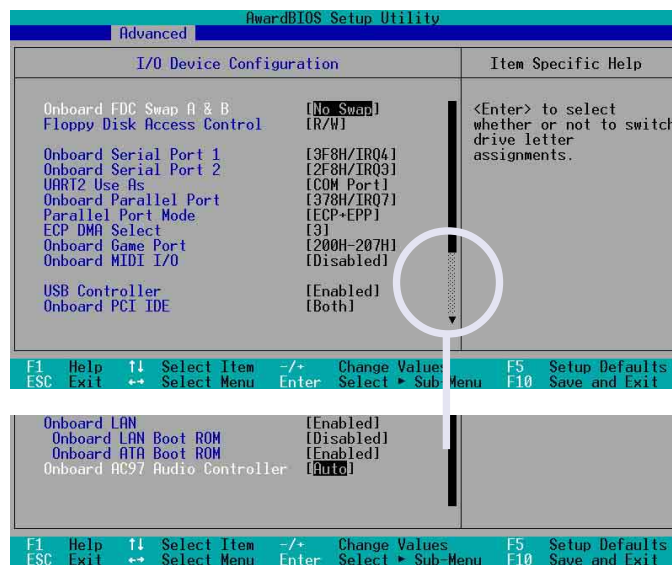 AwardBIOS Setup Utility
Advanced
I/O Device Configuration
Item Specific Help
Onboard FDC Swap A & B [No Swap]
Floppy Disk Access Control [R/W]
Onboard Serial Port 1 [3F8H/IRQ4]
Onboard Serial Port 2 [2F8H/IRQ3]
UART2 Use As [COM Port]
Onboard Parallel Port [378H/IRQ7]
Parallel Port Mode [ECP+EPP]
ECP DMA Select [3]
Onboard Game Port [200H-207H]
Onboard MIDI I/O [Disabled]
USB Controller [Enabled]
Onboard PCI IDE [Both]
<Enter> to select
whether or not to switch
drive letter
assignments.
F1 Help ↑↓ Select Item -/+ Change Values F5 Setup Defaults
ESC Exit ←→ Select Menu Enter Select ► Sub-Menu F10 Save and Exit
Onboard LAN [Enabled]
Onboard LAN Boot ROM [Disabled]
Onboard ATA Boot ROM [Enabled]
Onboard AC97 Audio Controller [Auto]
F1 Help ↑↓ Select Item -/+ Change Values F5 Setup Defaults
ESC Exit ←→ Select Menu Enter Select ► Sub-Menu F10 Save and Exit